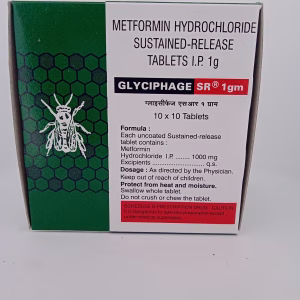 METFORMIN HYDROCHLORIDE
SUSTAINED-RELEASE
TABLETS I.P. 1g
GLYCIPHAGE SR® 1gm
ग्लाइसीफेज एसआर १ ग्राम
10 x 10 Tablets
Formula :
Each uncoated Sustained-release
tablet contains :
Metformin
Hydrochloride I.P. ........ 1000 mg
Excipients ........................ q.s.
Dosage : As directed by the Physician.
Keep out of reach of children.
Protect from heat and moisture.
Swallow whole tablet.
Do not crush or chew the tablet.